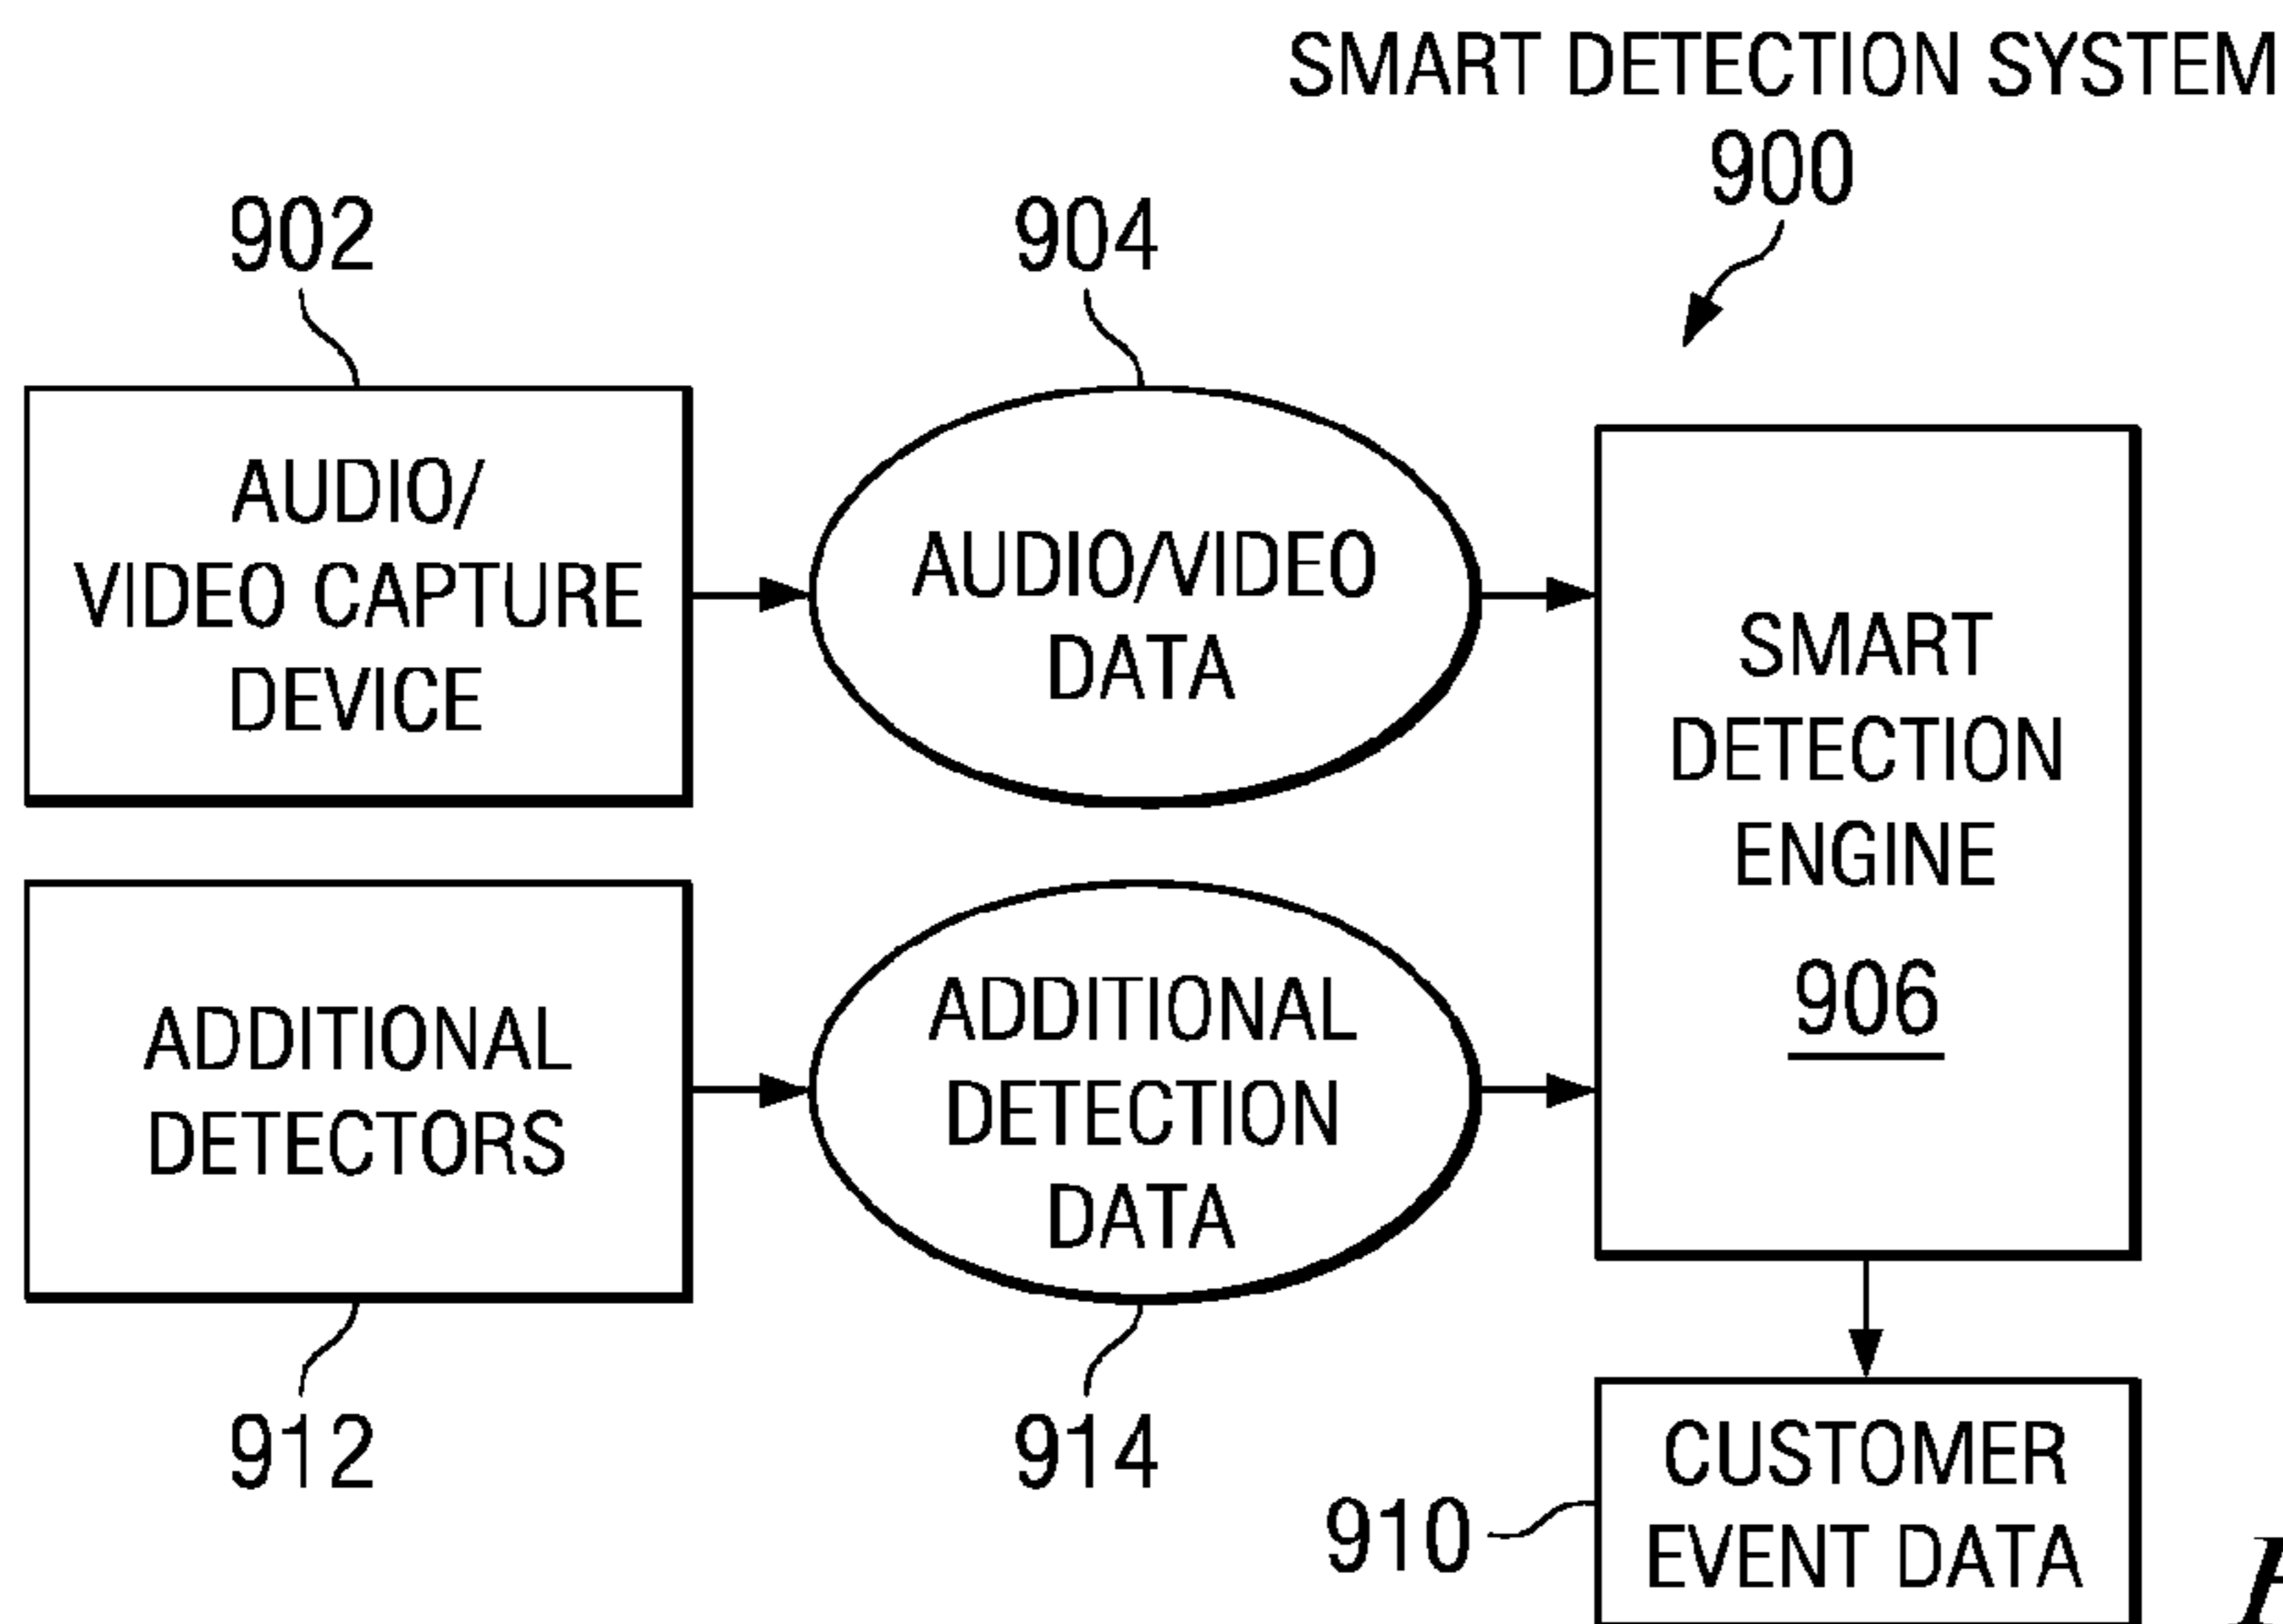 SMART DETECTION SYSTEM
900
902
904
AUDIO/
VIDEO CAPTURE
DEVICE
AUDIO/VIDEO
DATA
SMART
DETECTION
ENGINE
906
ADDITIONAL
DETECTORS
ADDITIONAL
DETECTION
DATA
912
914
910
CUSTOMER
EVENT DATA